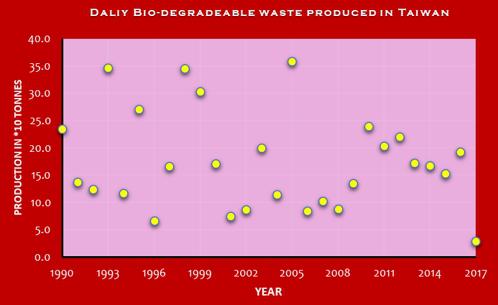 Daliy Bio-degradeable waste produced in Taiwan
PRODUCTION IN *10 TONNES
40.0
35.0
30.0
25.0
20.0
15.0
10.0
5.0
0.0
1990 1993 1996 1999 2002 2005 2008 2011 2014 2017
YEAR